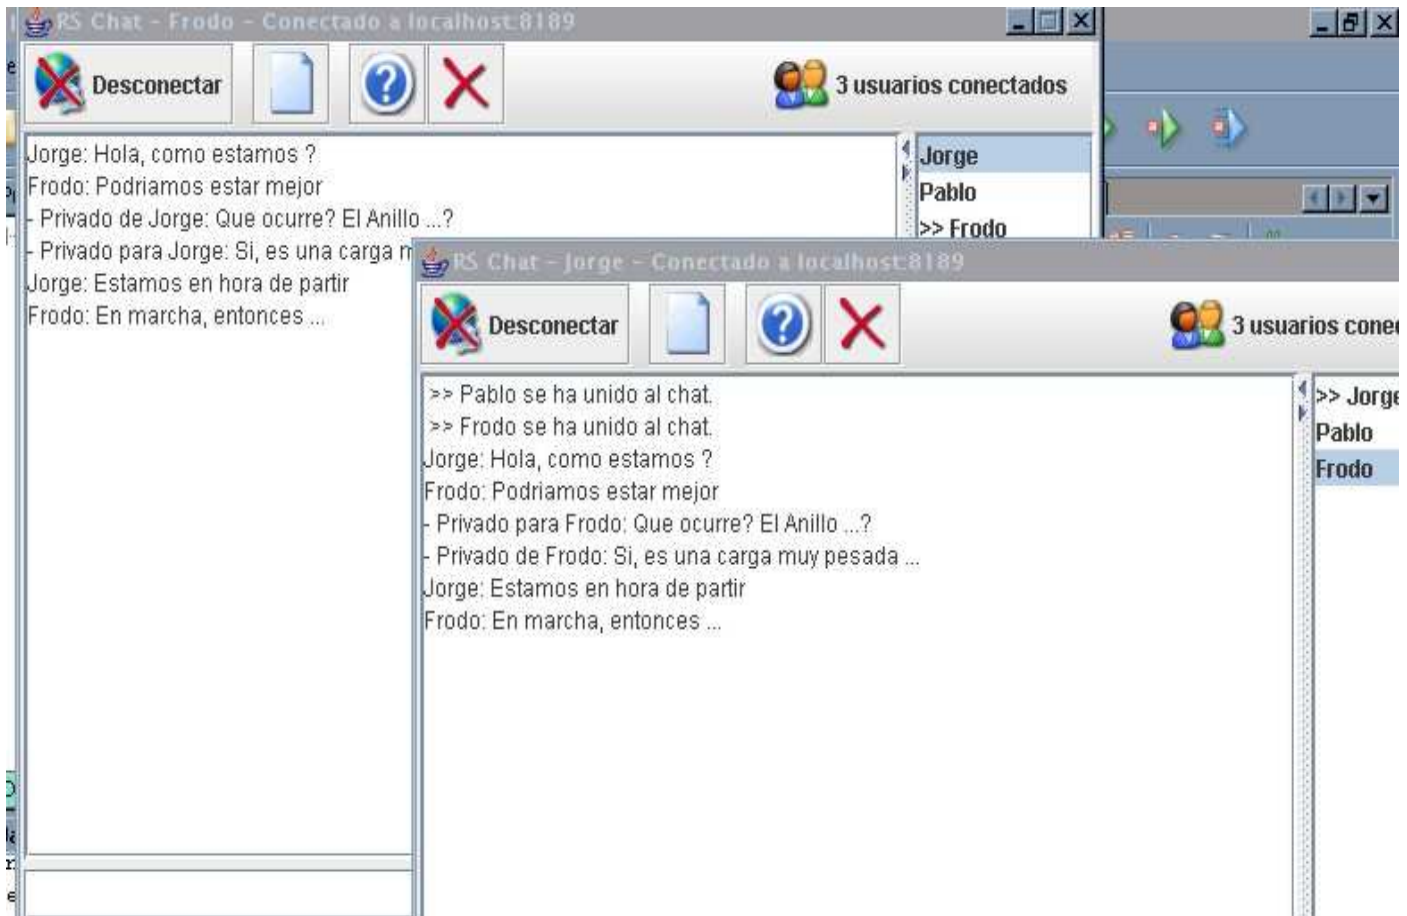 RS Chat - Frodo - Conectado a localhost:8189
Desconectar
3 usuarios conectados
Jorge: Hola, como estamos ?
Frodo: Podriamos estar mejor
- Privado de Jorge: Que ocurre? El Anillo ...?
- Privado para Jorge: Si, es una carga
Jorge: Estamos en hora de partir
Frodo: En marcha, entonces ...
Jorge
Pablo
>> Frodo
RS Chat - Jorge - Conectado a localhost:8189
Desconectar
3 usuarios
>> Pablo se ha unido al chat.
>> Frodo se ha unido al chat.
Jorge: Hola, como estamos ?
Frodo: Podriamos estar mejor
- Privado para Frodo: Que ocurre? El Anillo ...?
- Privado de Frodo: Si, es una carga muy pesada ...
Jorge: Estamos en hora de partir
Frodo: En marcha, entonces ...
>> Jorge
Pablo
Frodo